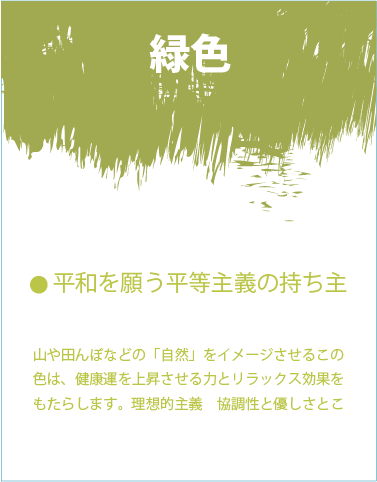 緑色
● 平和を願う平等主義の持ち主
山や田んぼなどの「自然」をイメージさせるこの
色は、健康運を上昇させる力とリラックス効果を
もたらします。理想的主義　協調性と優しさとこ